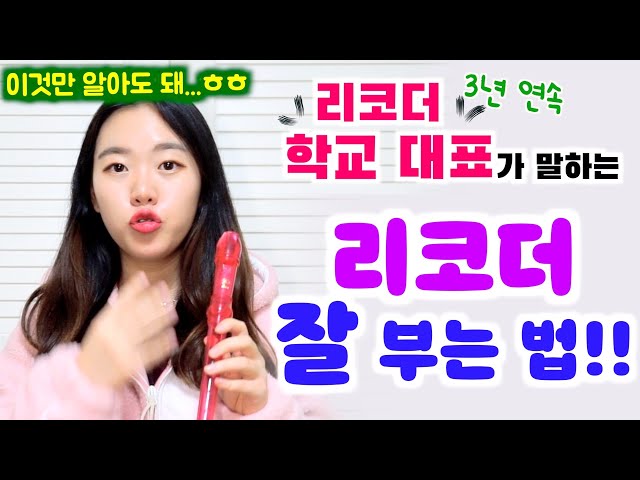 이것만 알아도 돼...ㅎㅎ
리코더 3년 연속
학교 대표가 말하는
리코더
잘 부는 법!!